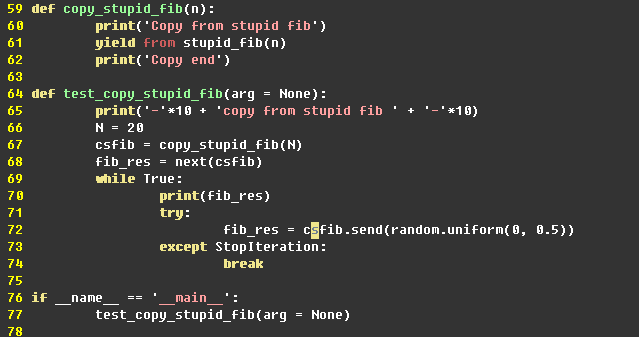 59 def copy_stupid_fib(n):
60         print('Copy from stupid fib')
61         yield from stupid_fib(n)
62         print('Copy end')
63
64 def test_copy_stupid_fib(arg = None):
65         print('-'*10 + 'copy from stupid fib ' + '-'*10)
66         N = 20
67         csfib = copy_stupid_fib(N)
68         fib_res = next(csfib)
69         while True:
70                 print(fib_res)
71                 try:
72                         fib_res = csfib.send(random.uniform(0, 0.5))
73                 except StopIteration:
74                         break
75
76 if __name__ == '__main__':
77         test_copy_stupid_fib(arg = None)
78